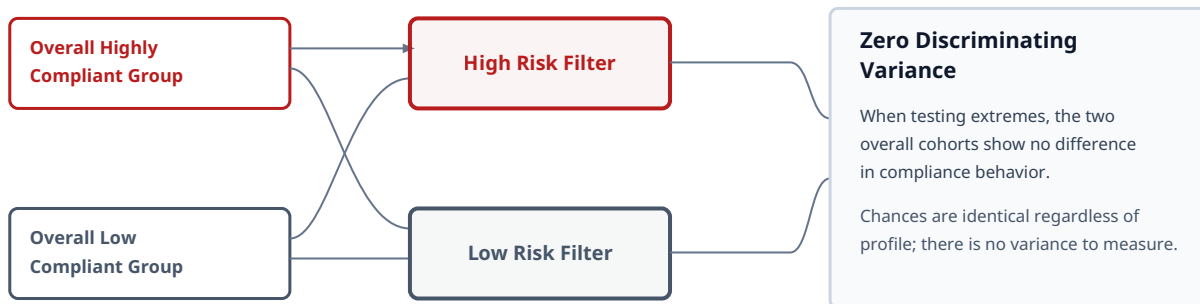 Overall Highly
Compliant Group
High Risk Filter
Overall Low
Compliant Group
Low Risk Filter
Zero Discriminating
Variance
When testing extremes, the two
overall cohorts show no difference
in compliance behavior.
Chances are identical regardless of
profile; there is no variance to measure.